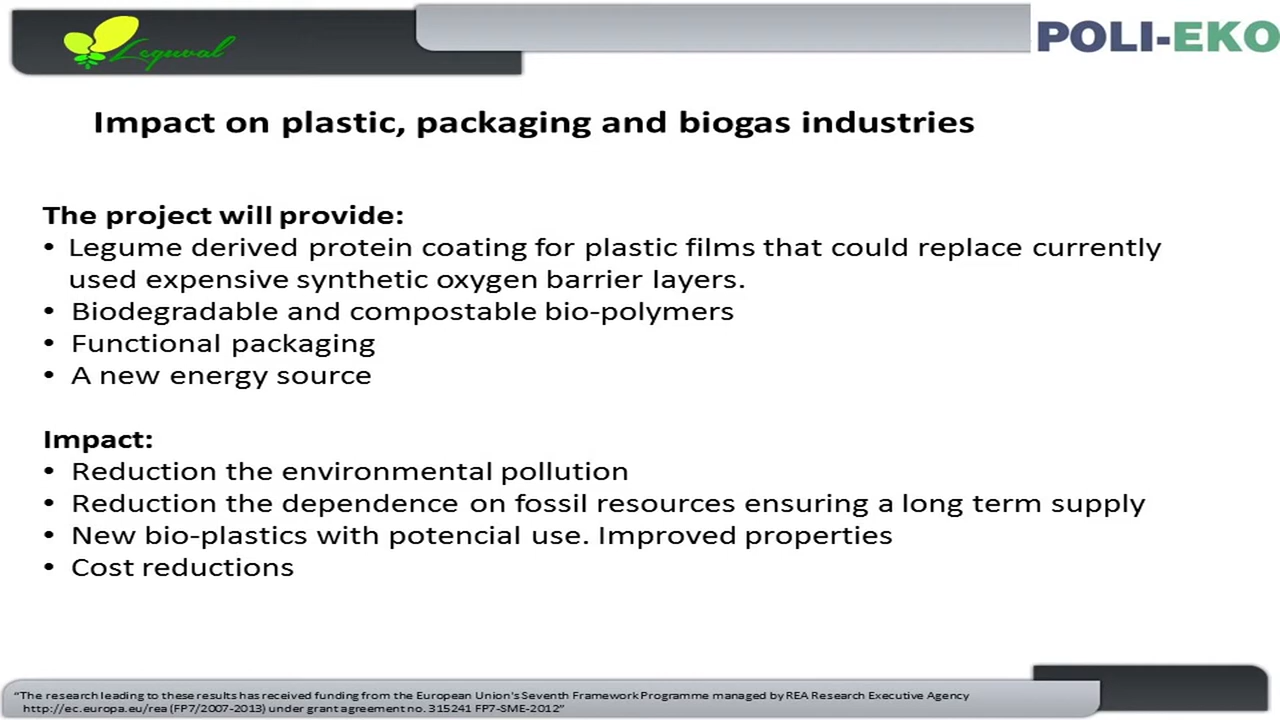 Leguval
POLI-EKO
Impact on plastic, packaging and biogas industries
The project will provide:
• Legume derived protein coating for plastic films that could replace currently
used expensive synthetic oxygen barrier layers.
• Biodegradable and compostable bio-polymers
• Functional packaging
• A new energy source
Impact:
• Reduction the environmental pollution
• Reduction the dependence on fossil resources ensuring a long term supply
• New bio-plastics with potencial use. Improved properties
• Cost reductions
“The research leading to these results has received funding from the European Union's Seventh Framework Programme managed by REA Research Executive Agency
http://ec.europa.eu/rea (FP7/2007-2013) under grant agreement no. 315241 FP7-SME-2012”